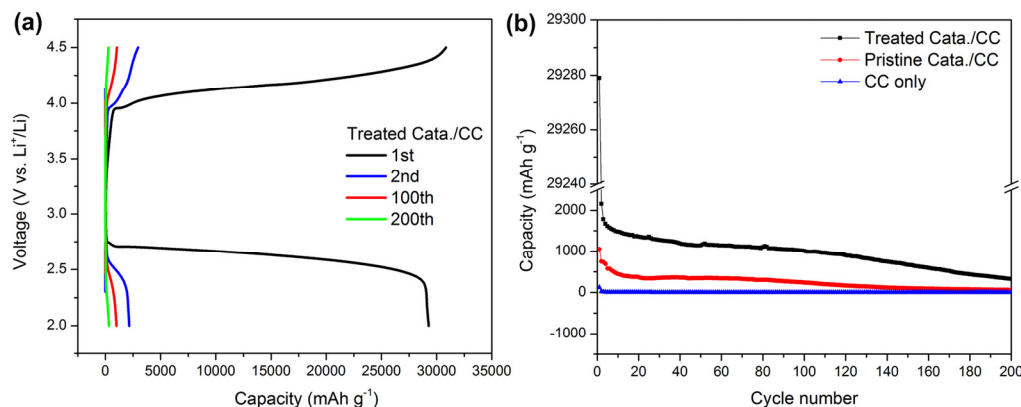 (a)
4.5
4.0
3.5
3.0
2.5
2.0
Voltage (V vs. Li⁺/Li)
Treated Cata./CC
1st
2nd
100th
200th
0
5000
10000
15000
20000
25000
30000
35000
Capacity (mAh g⁻¹)
(b)
29300
29280
29260
29240
2000
1000
0
-1000
Capacity (mAh g⁻¹)
Treated Cata./CC
Pristine Cata./CC
CC only
0
20
40
60
80
100
120
140
160
180
200
Cycle number